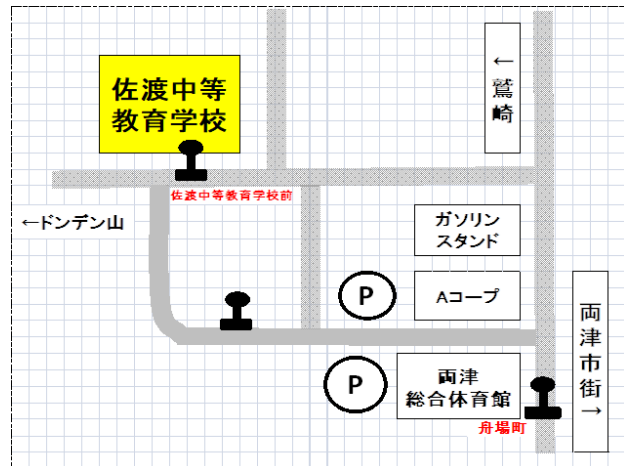 佐渡中等
教育学校
←鷲崎
佐渡中等教育学校前
←ドンデン山
ガソリン
スタンド
P
Aコープ
両津市街→
P
両津
総合体育館
舟場町